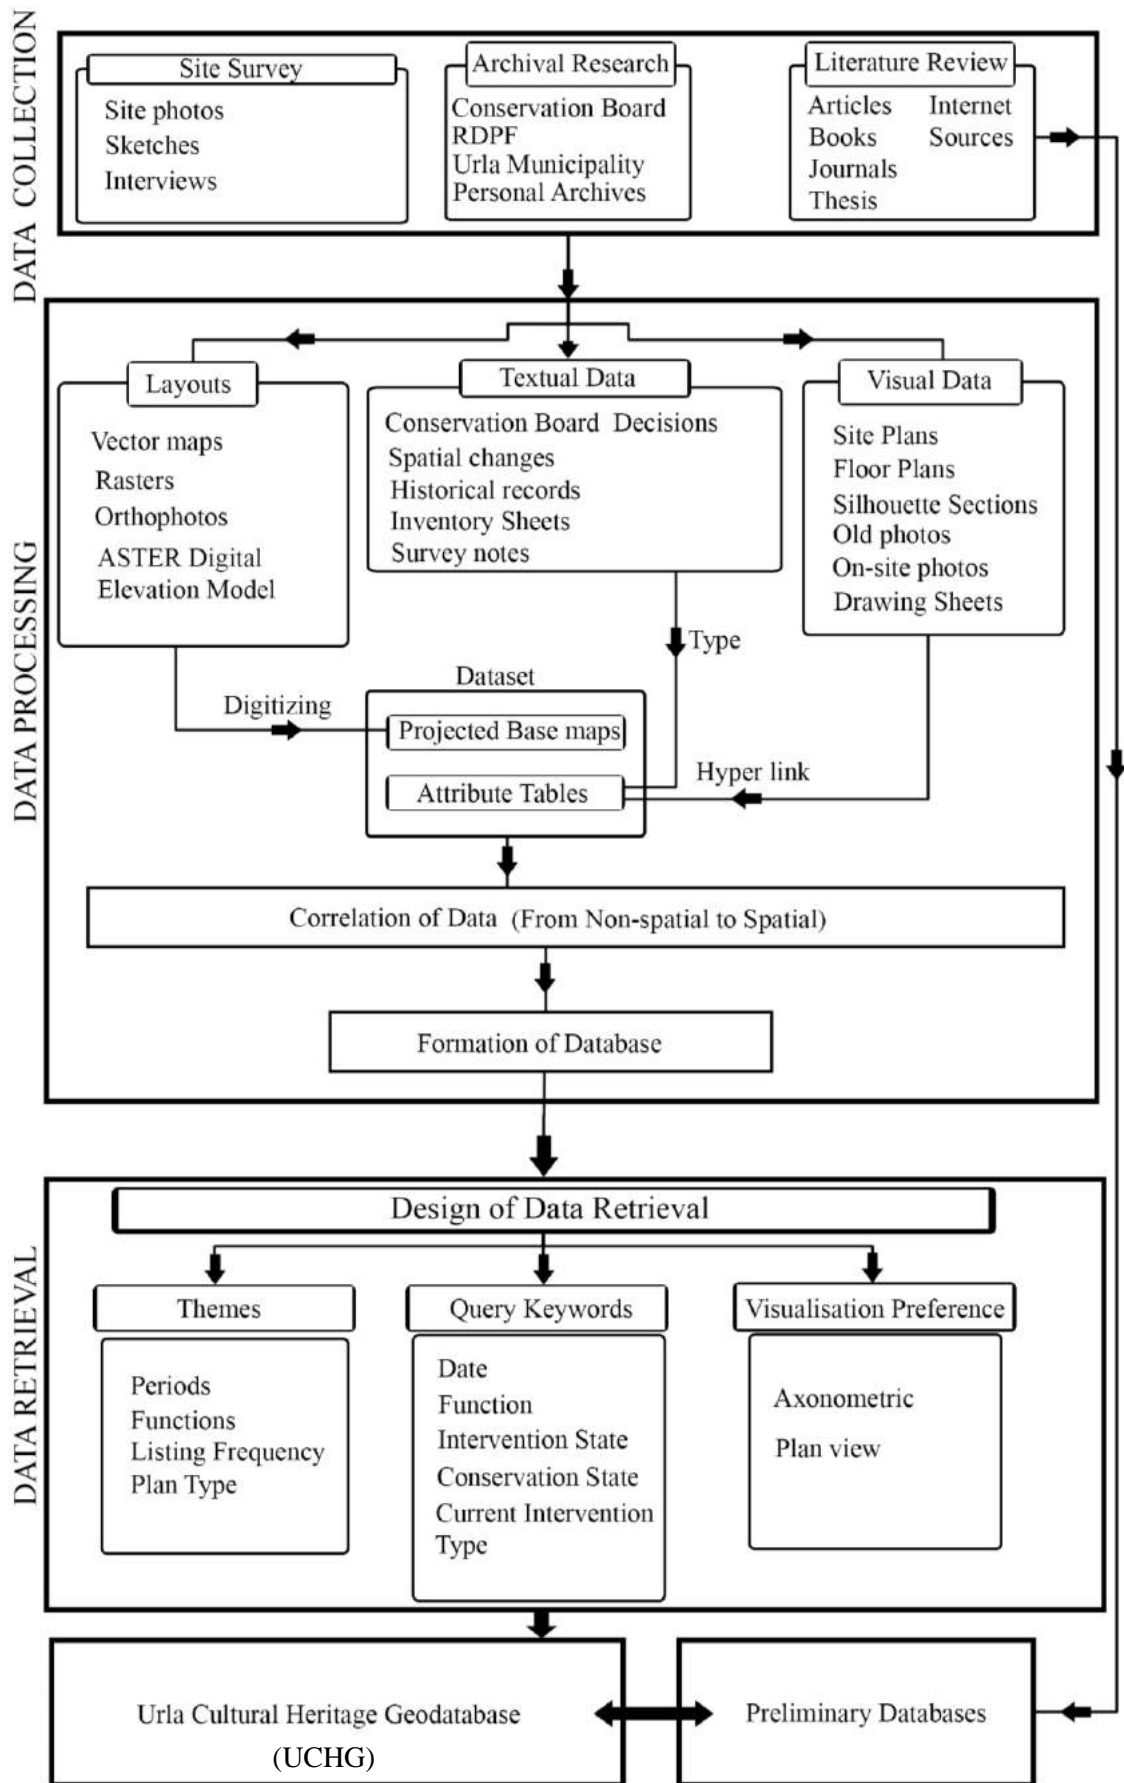 DATA COLLECTION
Site Survey
Site photos
Sketches
Interviews
Archival Research
Conservation Board
RDPF
Urla Municipality
Personal Archives
Literature Review
Articles
Books
Journals
Thesis
Internet
Sources
DATA PROCESSING
Layouts
Vector maps
Rasters
Orthophotos
ASTER Digital
Elevation Model
Textual Data
Conservation Board Decisions
Spatial changes
Historical records
Inventory Sheets
Survey notes
Visual Data
Site Plans
Floor Plans
Silhouette Sections
Old photos
On-site photos
Drawing Sheets
Type
Dataset
Digitizing
Projected Base maps
Hyper link
Attribute Tables
Correlation of Data (From Non-spatial to Spatial)
Formation of Database
DATA RETRIEVAL
Design of Data Retrieval
Themes
Periods
Functions
Listing Frequency
Plan Type
Query Keywords
Date
Function
Intervention State
Conservation State
Current Intervention
Type
Visualisation Preference
Axonometric
Plan view
Urla Cultural Heritage Geodatabase
(UCHG)
Preliminary Databases